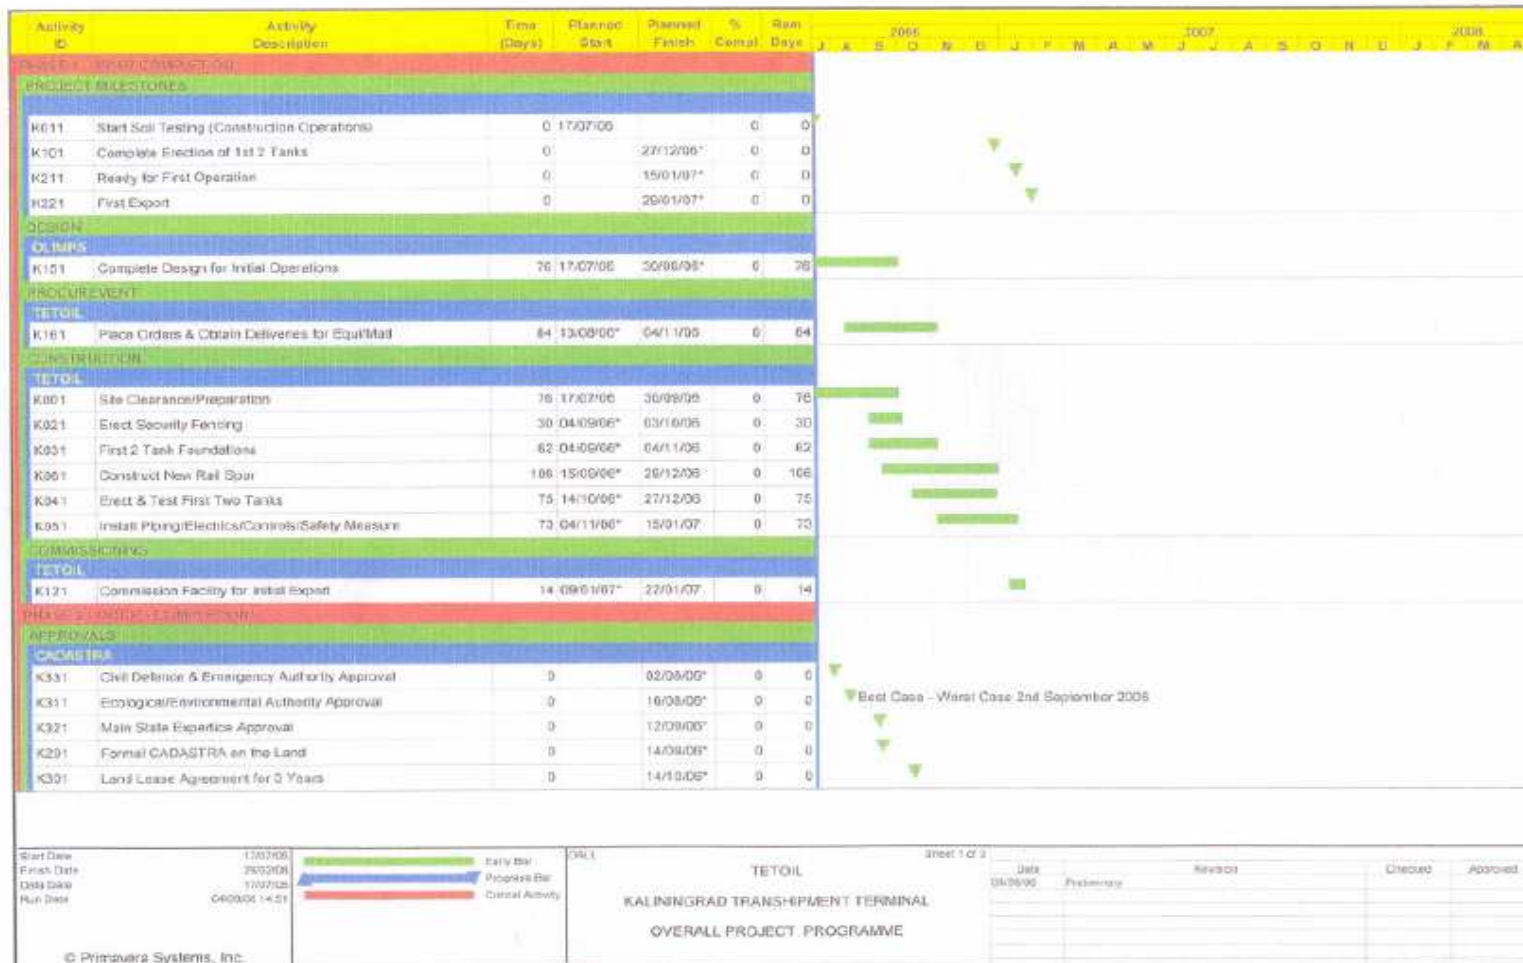 Activity ID Activity Description Time (Days) Planned Start Planned Finish % Compl Rem Days
2006 2007 2008
J A S O N D J F M A M J J A S O N D J F M A
PROJECT MILESTONES
K011 Start Soil Testing (Construction Operations) 0 17/07/06 0 0
K101 Complete Erection of 1st 2 Tanks 0 27/12/06* 0 0
K211 Ready for First Operation 0 15/01/07* 0 0
K221 First Export 0 29/01/07* 0 0
DESIGN
OLIMPS
K151 Complete Design for Initial Operations 76 17/07/06 30/09/06* 0 76
PROCUREMENT
TETOIL
K161 Place Orders & Obtain Deliveries for Equi/Matl 84 13/08/06* 04/11/06 0 84
CONSTRUCTION
TETOIL
K001 Site Clearance/Preparation 76 17/07/06 30/09/06 0 76
K021 Erect Security Fencing 30 04/09/06* 03/10/06 0 30
K031 First 2 Tank Foundations 62 04/09/06* 04/11/06 0 62
Construct New Rail Spur 106 15/09/06* 29/12/06 0 106
K041 Erect & Test First Two Tanks 75 14/10/06* 27/12/06 0 75
K051 Install Piping/Electrics/Controls/Safety Measure 73 04/11/06* 15/01/07 0 73
COMMISSIONING
TETOIL
K121 Commission Facility for Initial Export 14 09/01/07* 22/01/07 0 14
APPROVALS
CADASTRA
K331 Civil Defence & Emergency Authority Approval 0 02/08/06* 0 0
K311 Ecological/Environmental Authority Approval 0 16/08/06* 0 0 Best Case - Worst Case 2nd September 2006
K321 Main State Expertice Approval 0 12/09/06* 0 0
K291 Formal CADASTRA on the Land 0 14/09/06* 0 0
K301 Land Lease Agreement for 3 Years 0 14/10/06* 0 0
Start Date 17/07/06
Finish Date
Data Date 17/07/06
Run Date
© Primavera Systems, Inc.
Early Bar
Progress Bar
Critical Activity
Sheet 1 of 3
TETOIL
KALININGRAD TRANSHIPMENT TERMINAL
OVERALL PROJECT PROGRAMME
Date Revision Checked Approved
Preliminary